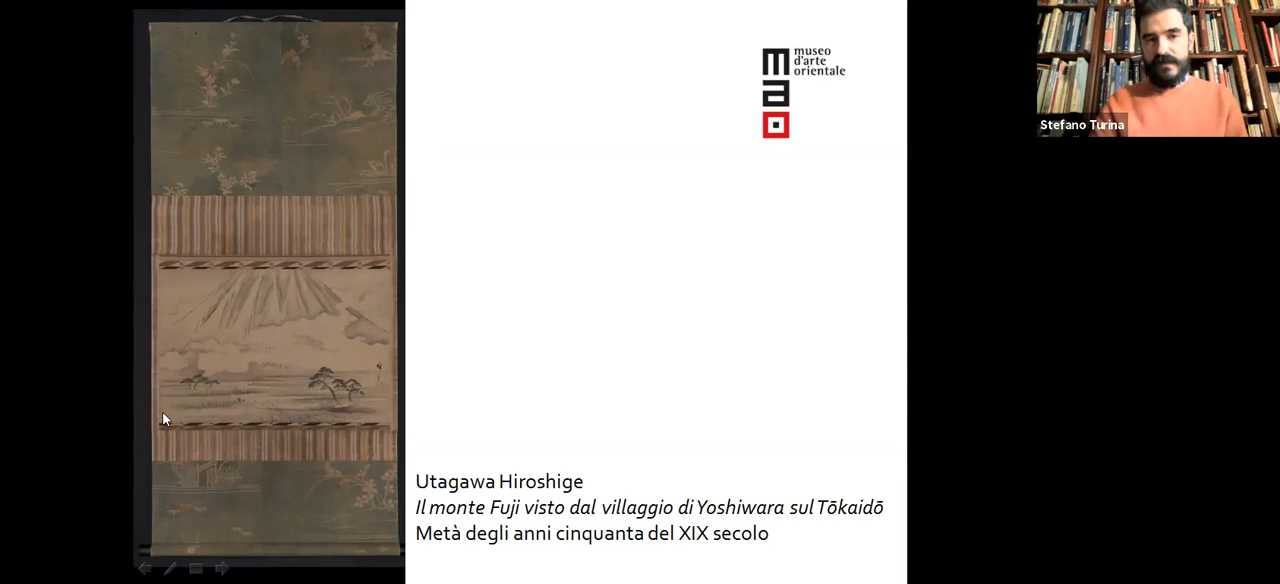 museo
d'arte
orientale
mao
Stefano Turina
Utagawa Hiroshige
Il monte Fuji visto dal villaggio di Yoshiwara sul Tōkaidō
Metà degli anni cinquanta del XIX secolo